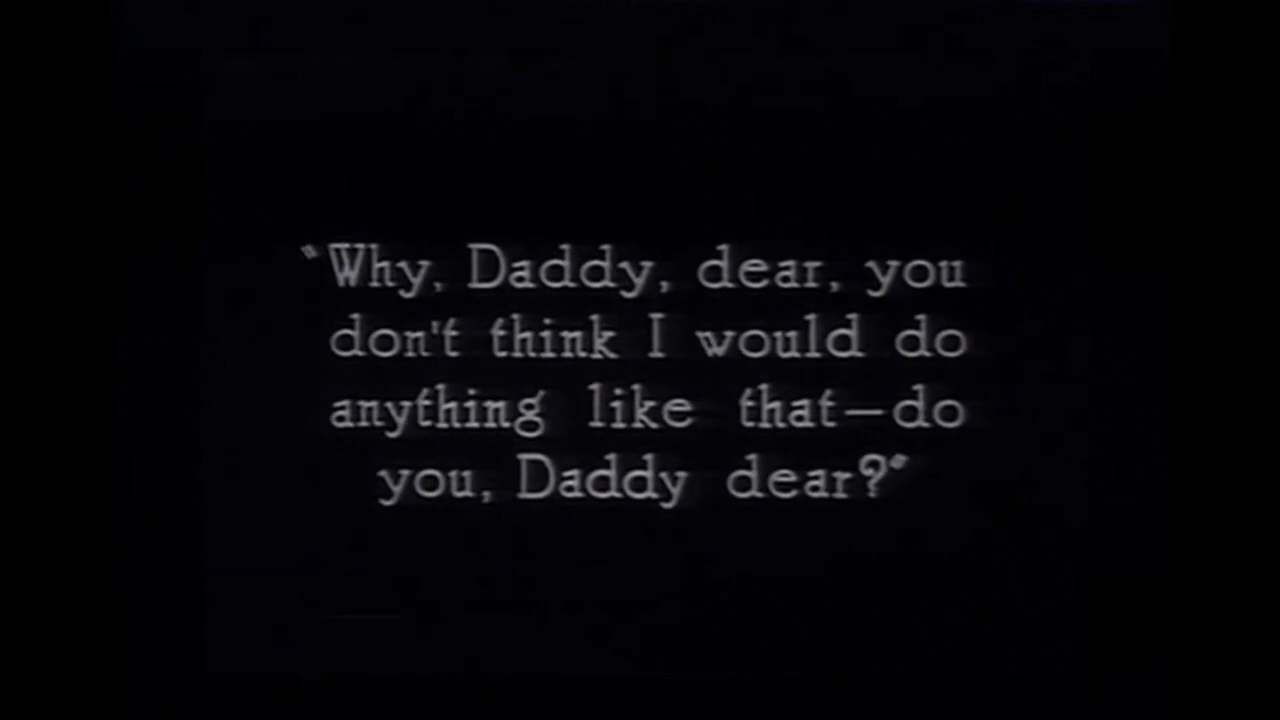 "Why, Daddy, dear, you
don't think I would do
anything like that—do
you, Daddy dear?"